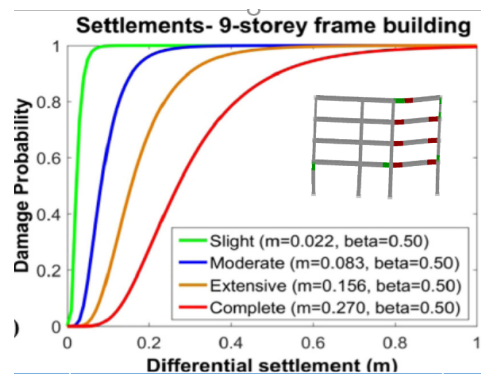 Settlements- 9-storey frame building
Damage Probability
1
0.8
0.6
0.4
0.2
0
Slight (m=0.022, beta=0.50)
Moderate (m=0.083, beta=0.50)
Extensive (m=0.156, beta=0.50)
Complete (m=0.270, beta=0.50)
)
0
0.2
0.4
0.6
0.8
1
Differential settlement (m)